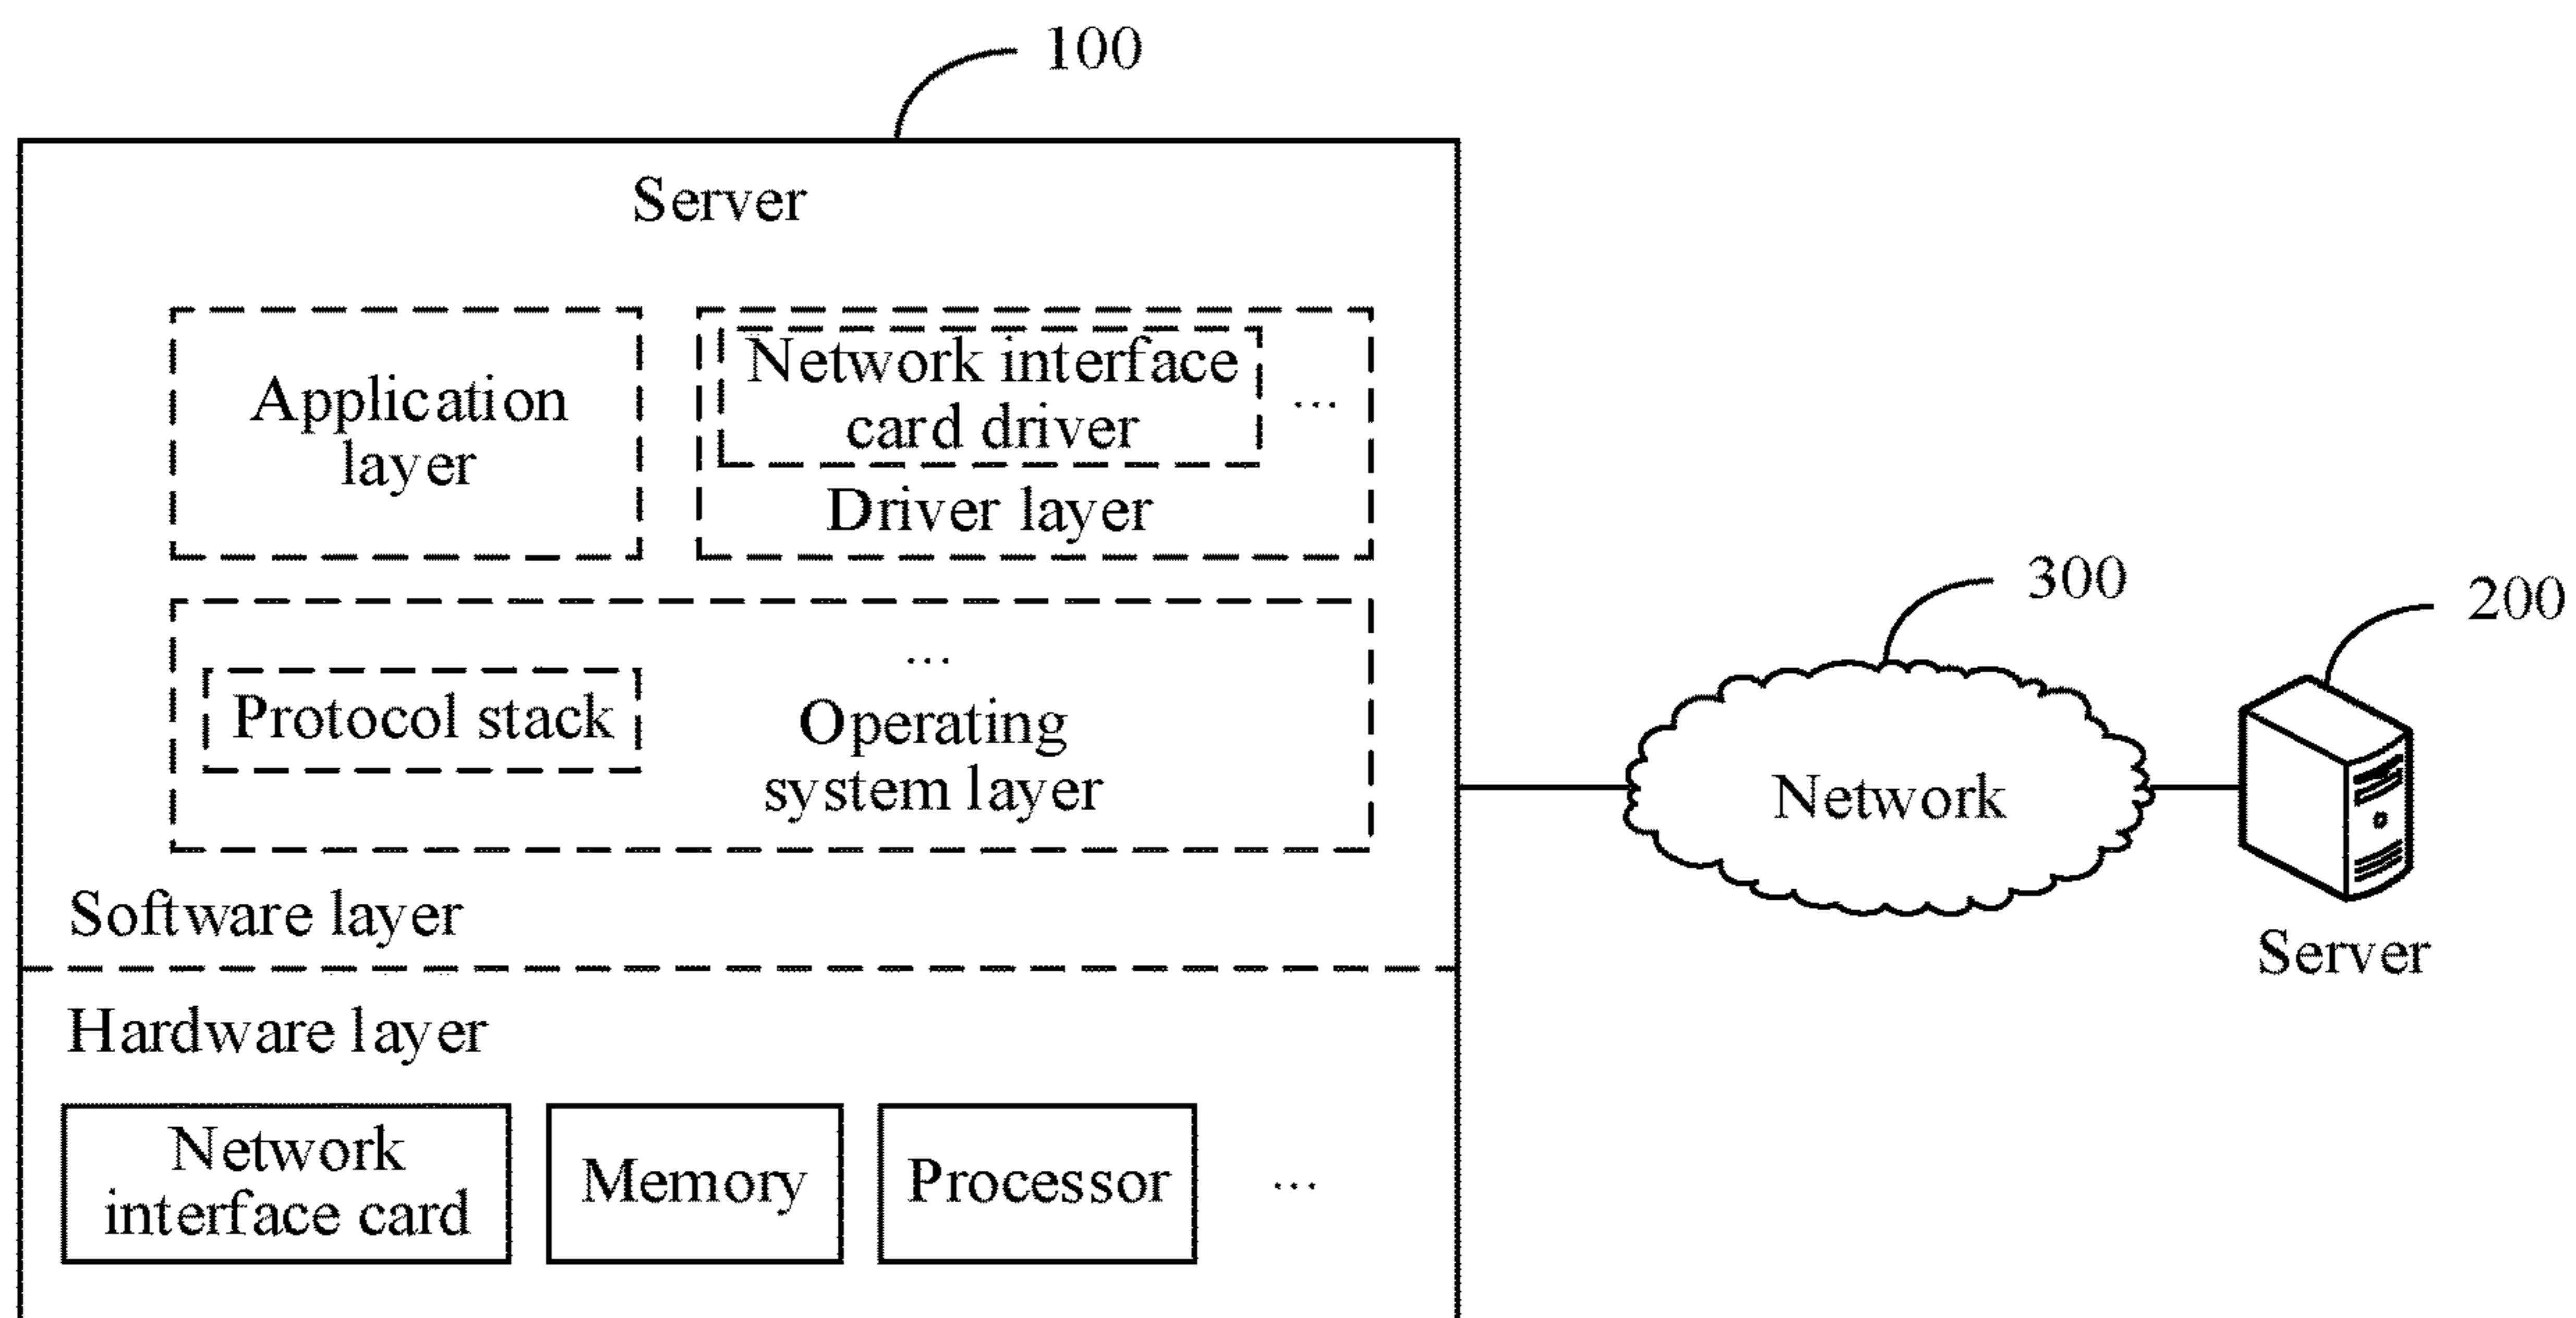 100
Server
Application
layer
Network interface
card driver
...
Driver layer
...
Protocol stack
Operating
system layer
Software layer
Hardware layer
Network
interface card
Memory
Processor
...
300
Network
200
Server